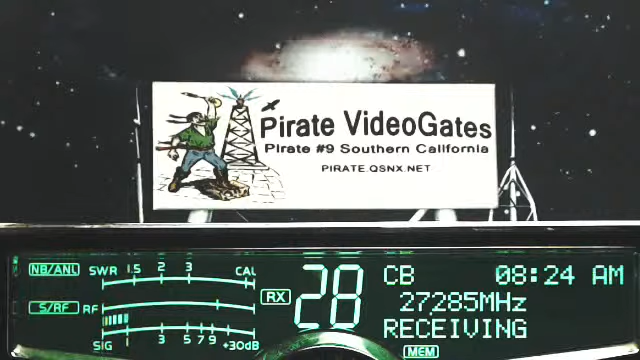 Pirate VideoGates
Pirate #9 Southern California
PIRATE.QSNX.NET
NB/ANL SWR 1.5 2 3 CAL
CB 08:24 AM
S/RF RF
RX 28
27285MHz
SIG 1 3 5 7 9 +30dB
RECEIVING
MEM